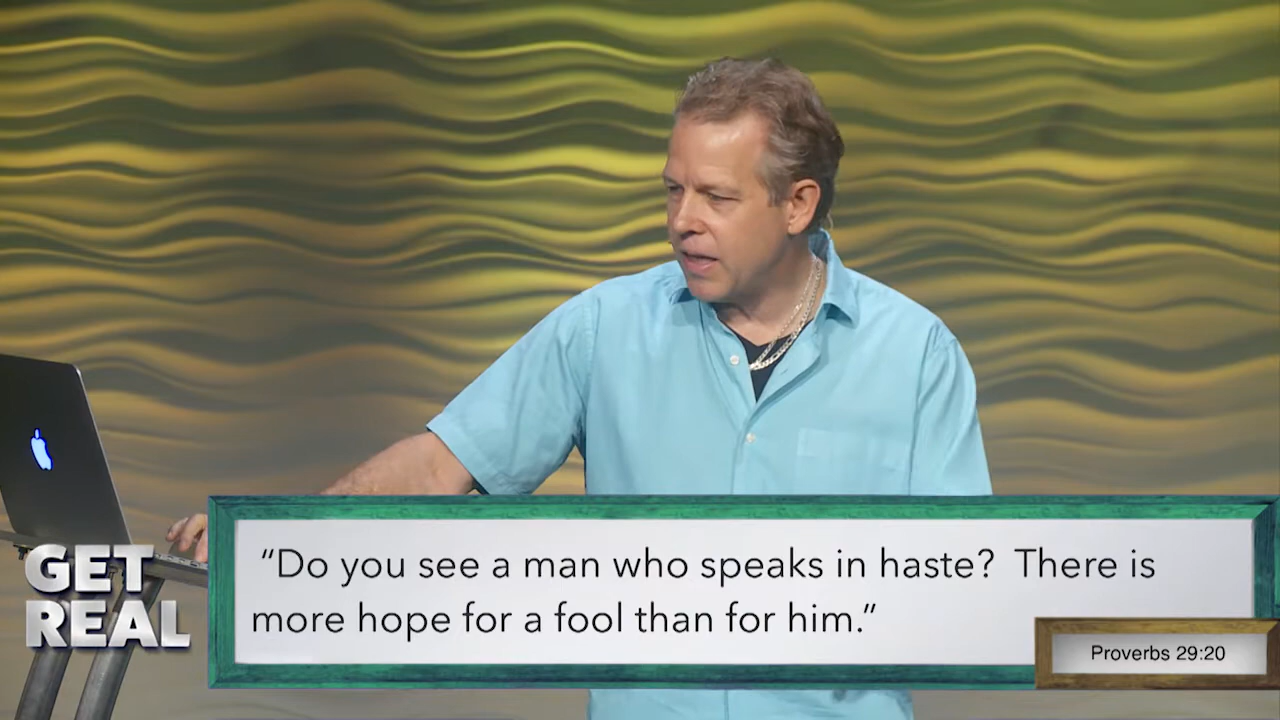 “Do you see a man who speaks in haste?  There is
more hope for a fool than for him.”
Proverbs 29:20
GET
REAL